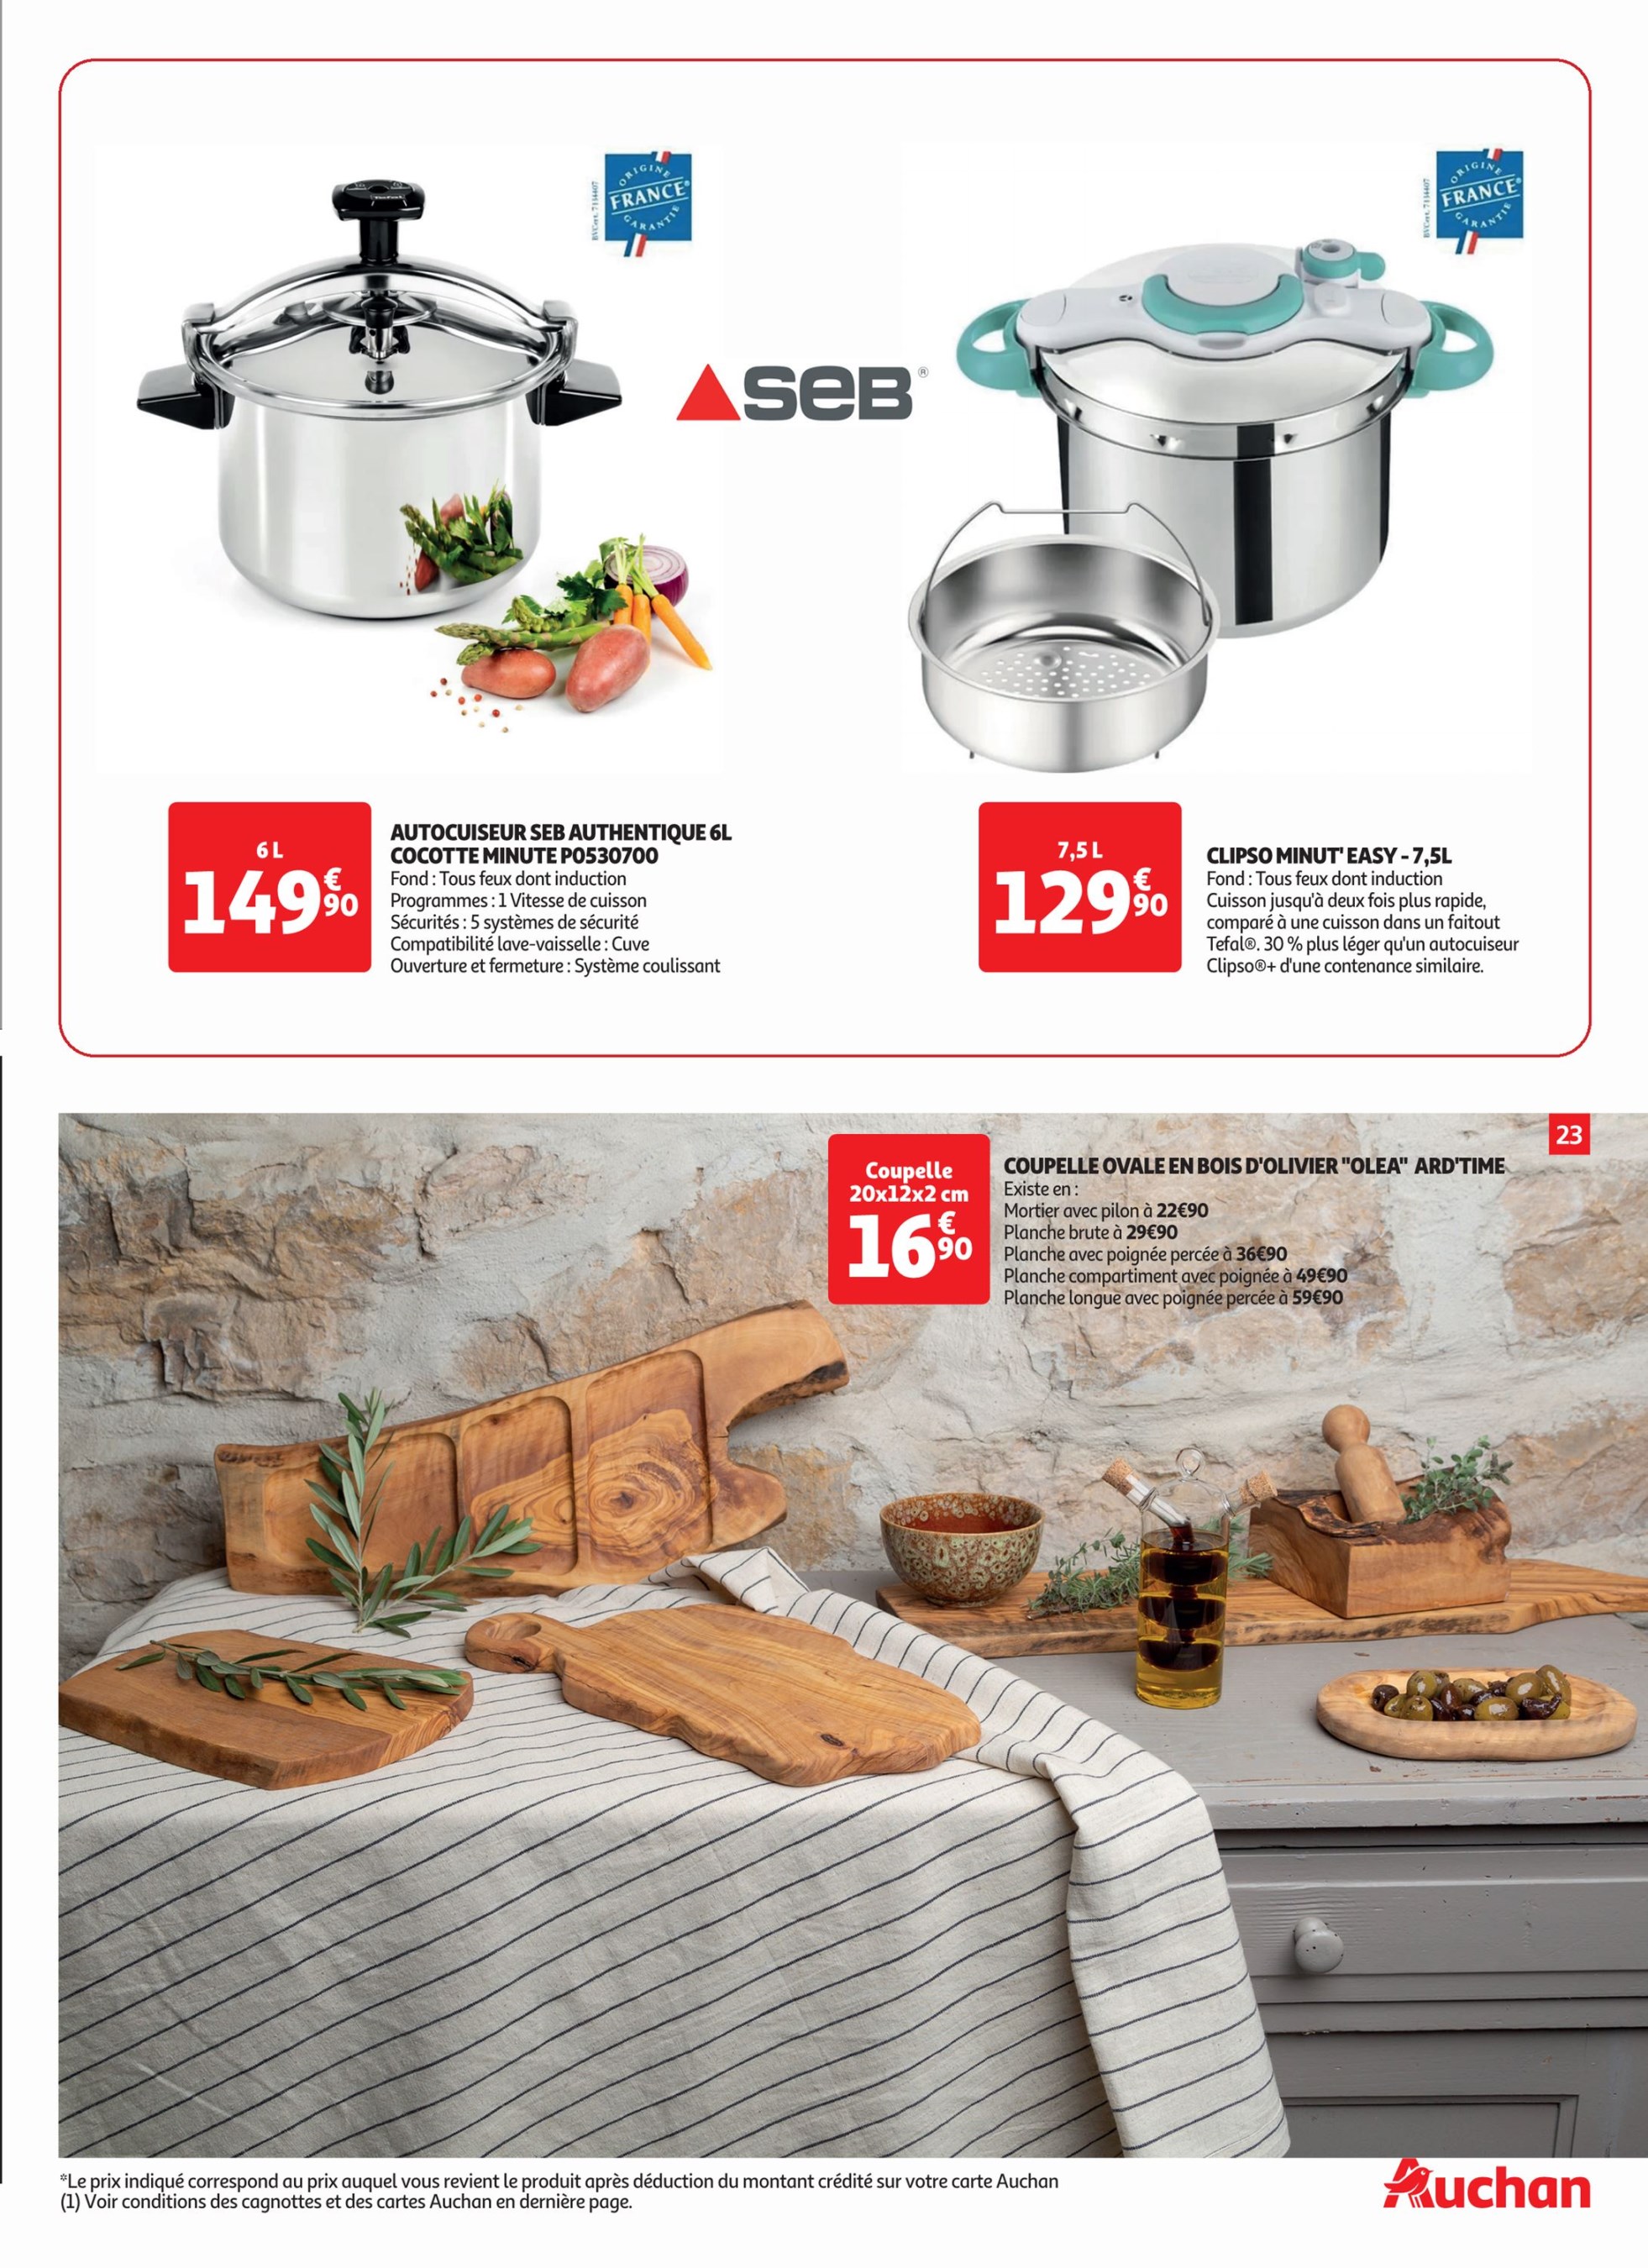 ORIGINE
FRANCE®
GARANTIE
BVCert. 7114407
ORIGINE
FRANCE®
GARANTIE
BVCert. 7114407
SEB®
6 L
149€90
AUTOCUISEUR SEB AUTHENTIQUE 6L
COCOTTE MINUTE P0530700
Fond : Tous feux dont induction
Programmes : 1 Vitesse de cuisson
Sécurités : 5 systèmes de sécurité
Compatibilité lave-vaisselle : Cuve
Ouverture et fermeture : Système coulissant
7,5 L
129€90
CLIPSO MINUT' EASY - 7,5L
Fond : Tous feux dont induction
Cuisson jusqu'à deux fois plus rapide,
comparé à une cuisson dans un faitout
Tefal®. 30 % plus léger qu'un autocuiseur
Clipso®+ d'une contenance similaire.
23
Coupelle
20x12x2 cm
16€90
COUPELLE OVALE EN BOIS D'OLIVIER "OLEA" ARD'TIME
Existe en :
Mortier avec pilon à 22€90
Planche brute à 29€90
Planche avec poignée percée à 36€90
Planche compartiment avec poignée à 49€90
Planche longue avec poignée percée à 59€90
*Le prix indiqué correspond au prix auquel vous revient le produit après déduction du montant crédité sur votre carte Auchan
(1) Voir conditions des cagnottes et des cartes Auchan en dernière page.
Auchan